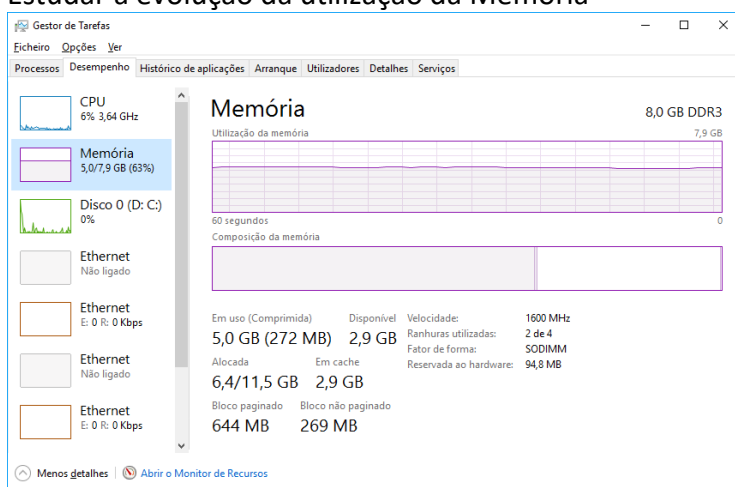 Estudar a evolução da utilização da Memória
Gestor de Tarefas
Ficheiro Opções Ver
Processos Desempenho Histórico de aplicações Arranque Utilizadores Detalhes Serviços
CPU
6% 3,64 GHz
Memória
5,0/7,9 GB (63%)
Disco 0 (D: C:)
0%
Ethernet
Não ligado
Ethernet
E: 0 R: 0 Kbps
Ethernet
Não ligado
Ethernet
E: 0 R: 0 Kbps
Memória 8,0 GB DDR3
Utilização da memória 7,9 GB
60 segundos 0
Composição da memória
Em uso (Comprimida) Disponível
5,0 GB (272 MB) 2,9 GB
Alocada Em cache
6,4/11,5 GB 2,9 GB
Bloco paginado Bloco não paginado
644 MB 269 MB
Velocidade: 1600 MHz
Ranhuras utilizadas: 2 de 4
Fator de forma: SODIMM
Reservada ao hardware: 94,8 MB
Menos detalhes Abrir o Monitor de Recursos